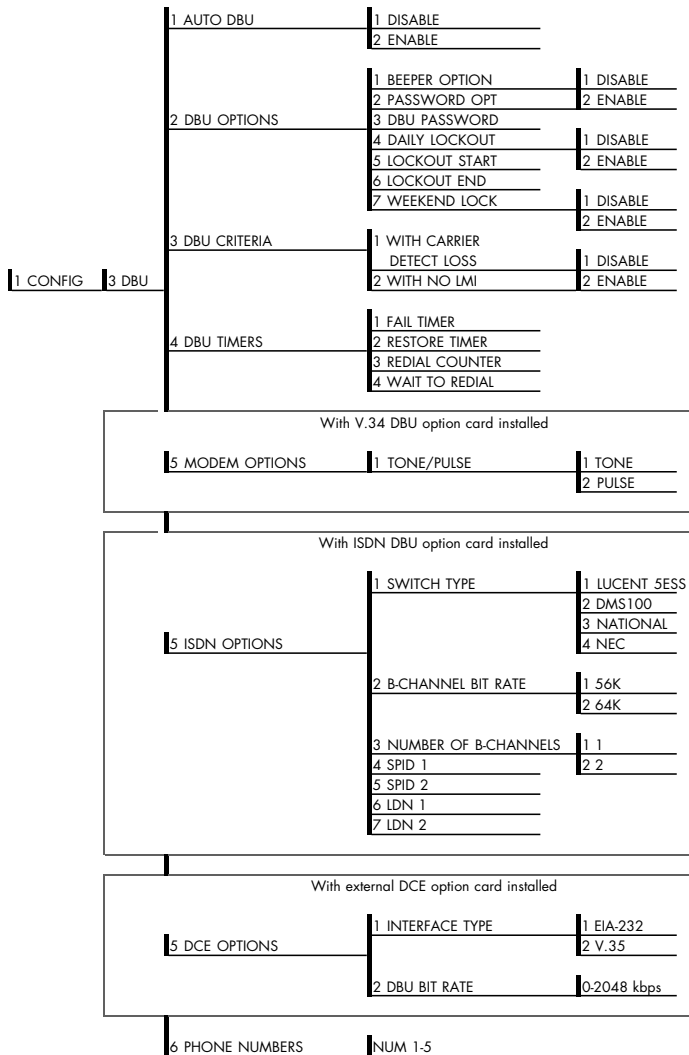 1 AUTO DBU
1 DISABLE
2 ENABLE
1 BEEPER OPTION
1 DISABLE
2 PASSWORD OPT
2 ENABLE
2 DBU OPTIONS
3 DBU PASSWORD
4 DAILY LOCKOUT
1 DISABLE
5 LOCKOUT START
2 ENABLE
6 LOCKOUT END
7 WEEKEND LOCK
1 DISABLE
2 ENABLE
3 DBU CRITERIA
1 WITH CARRIER
DETECT LOSS
1 DISABLE
1 CONFIG
3 DBU
2 WITH NO LMI
2 ENABLE
1 FAIL TIMER
4 DBU TIMERS
2 RESTORE TIMER
3 REDIAL COUNTER
4 WAIT TO REDIAL
With V.34 DBU option card installed
5 MODEM OPTIONS
1 TONE/PULSE
1 TONE
2 PULSE
With ISDN DBU option card installed
1 SWITCH TYPE
1 LUCENT 5ESS
2 DMS100
3 NATIONAL
5 ISDN OPTIONS
4 NEC
2 B-CHANNEL BIT RATE
1 56K
2 64K
3 NUMBER OF B-CHANNELS
1 1
4 SPID 1
2 2
5 SPID 2
6 LDN 1
7 LDN 2
With external DCE option card installed
1 INTERFACE TYPE
1 EIA-232
5 DCE OPTIONS
2 V.35
2 DBU BIT RATE
0-2048 kbps
6 PHONE NUMBERS
NUM 1-5